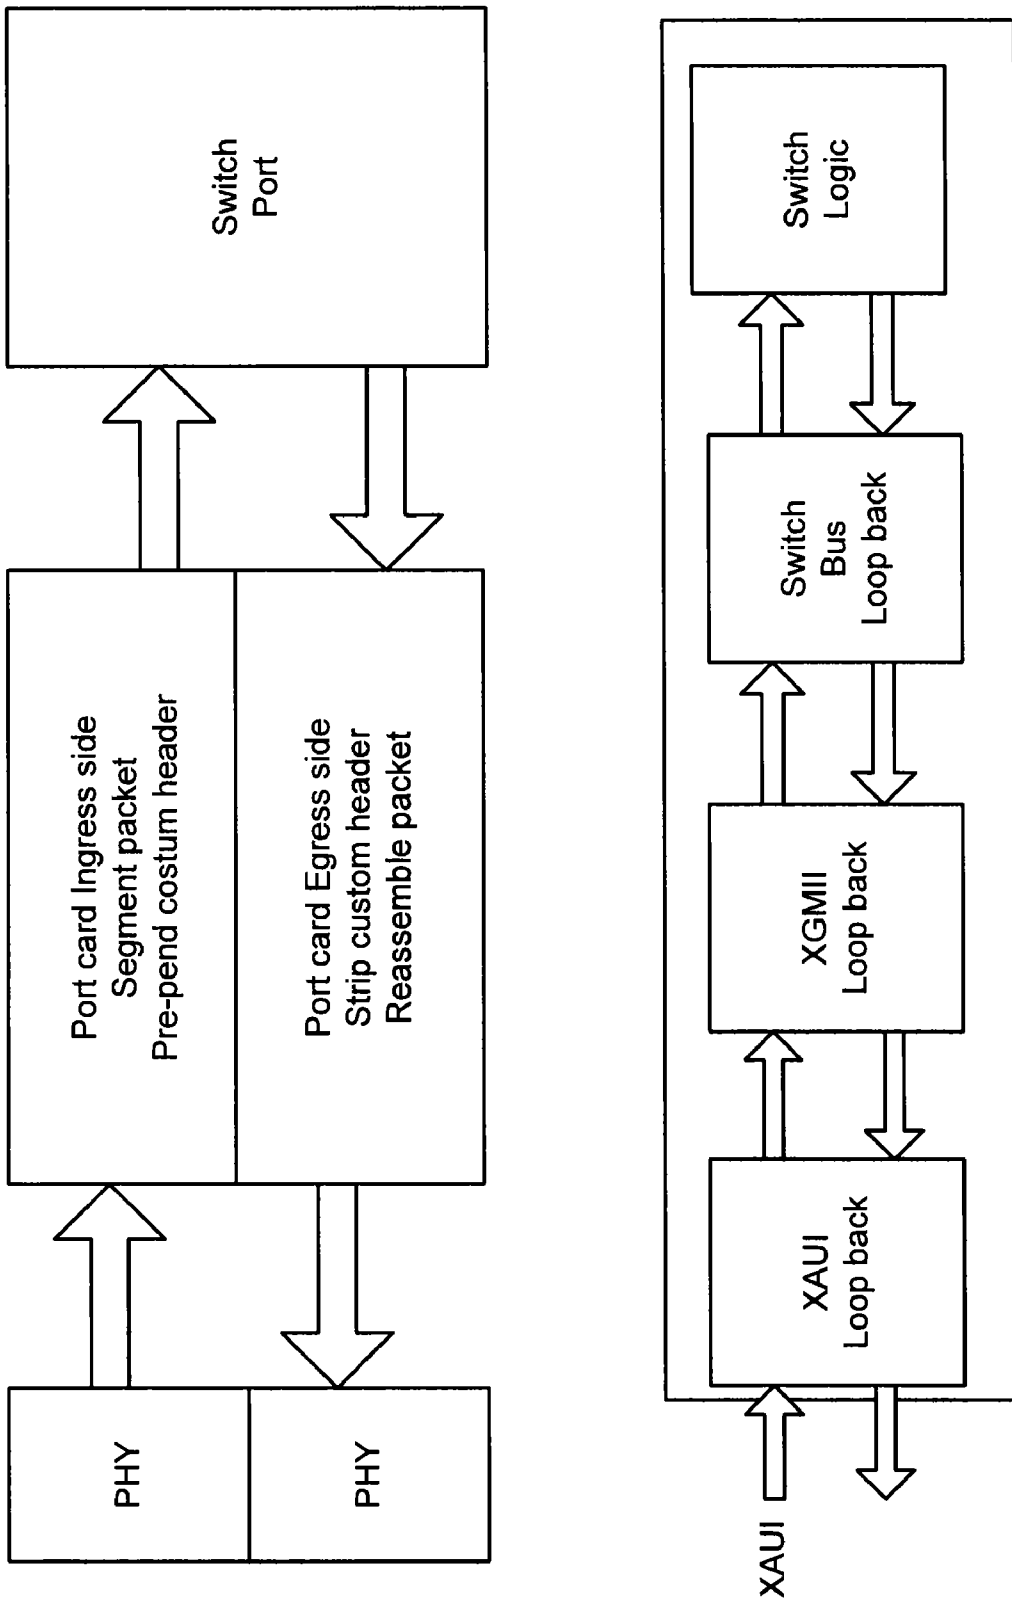 PHY
PHY
Port card Ingress side
Segment packet
Pre-pend costum header
Port card Egress side
Strip custom header
Reassemble packet
Switch
Port
XAUI
XAUI
Loop back
XGMII
Loop back
Switch
Bus
Loop back
Switch
Logic